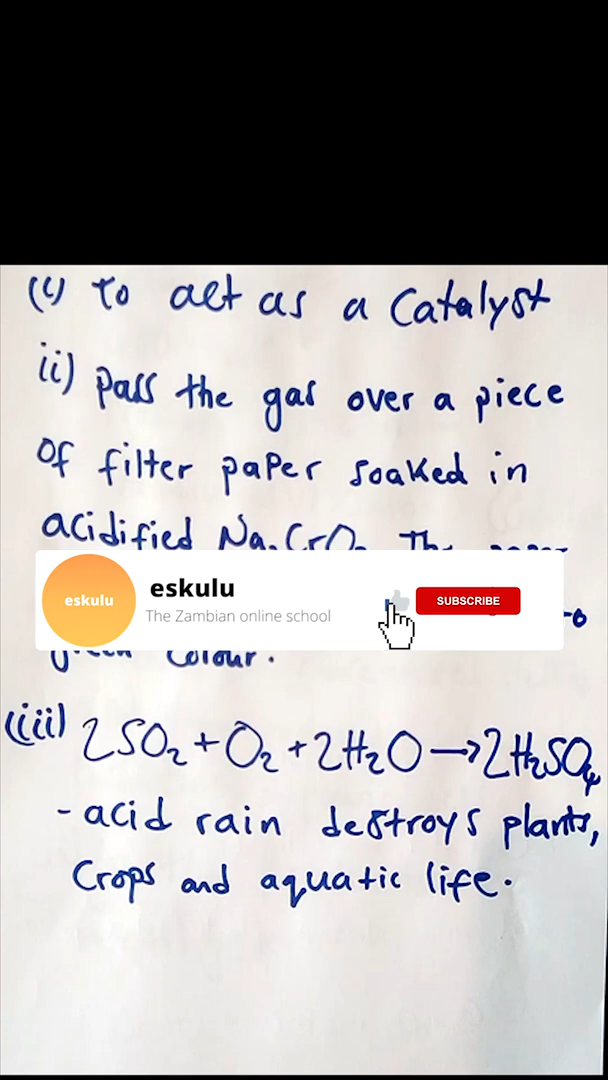 (i) To act as a Catalyst
ii) pass the gas over a piece
of filter paper soaked in
acidified
eskulu
eskulu
The Zambian online school
SUBSCRIBE
green colour.
(iii) 2SO₂ + O₂ + 2H₂O → 2H₂SO₄
- acid rain destroys plants,
Crops and aquatic life.